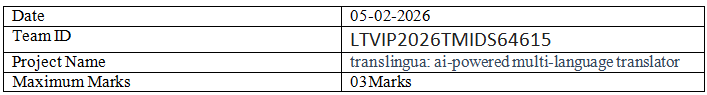 Date 05-02-2026
Team ID LTVIP2026TMIDS64615
Project Name translingua: ai-powered multi-language translator
Maximum Marks 03Marks